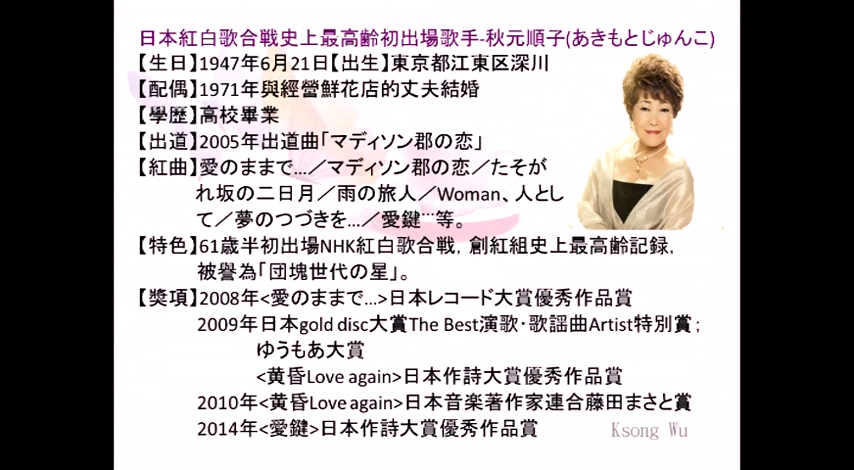 日本紅白歌合戦史上最高齢初出場歌手-秋元順子(あきもとじゅんこ)
【生日】1947年6月21日【出生】東京都江東区深川
【配偶】1971年與經營鮮花店的丈夫結婚
【學歷】高校畢業
【出道】2005年出道曲「マディソン郡の恋」
【紅曲】愛のままで…／マディソン郡の恋／たそが
れ坂の二日月／雨の旅人／Woman、人とし
て／夢のつづきを…／愛鍵…等。
【特色】61歳半初出場NHK紅白歌合戦，創紅組史上最高齢記録，
被譽為「団塊世代の星」。
【獎項】2008年<愛のままで…>日本レコード大賞優秀作品賞
2009年日本gold disc大賞The Best演歌·歌謡曲Artist特別賞；
ゆうもあ大賞
<黄昏Love again>日本作詩大賞優秀作品賞
2010年<黄昏Love again>日本音楽著作家連合藤田まさと賞
2014年<愛鍵>日本作詩大賞優秀作品賞
Ksong Wu